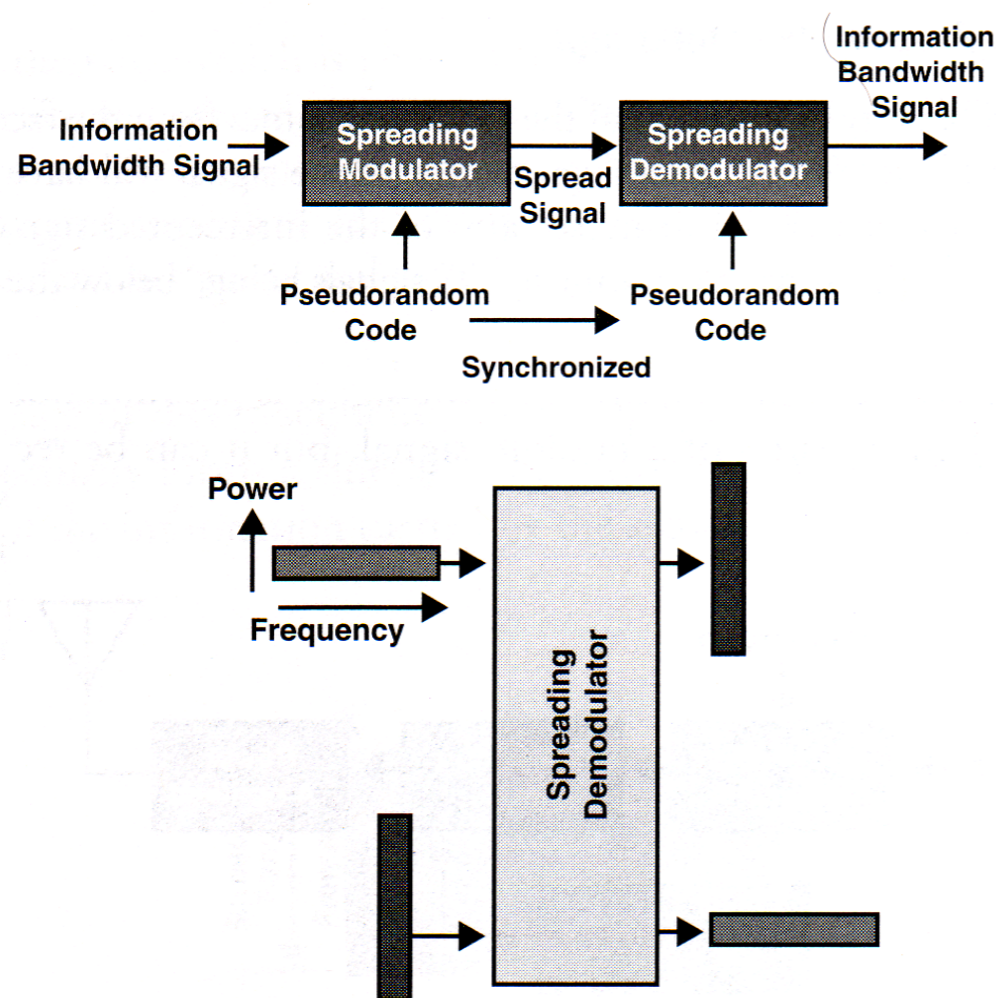 Information
Bandwidth Signal
Spreading
Modulator
Spread
Signal
Spreading
Demodulator
Information
Bandwidth
Signal
Pseudorandom
Code
Synchronized
Pseudorandom
Code
Power
Frequency
Spreading
Demodulator